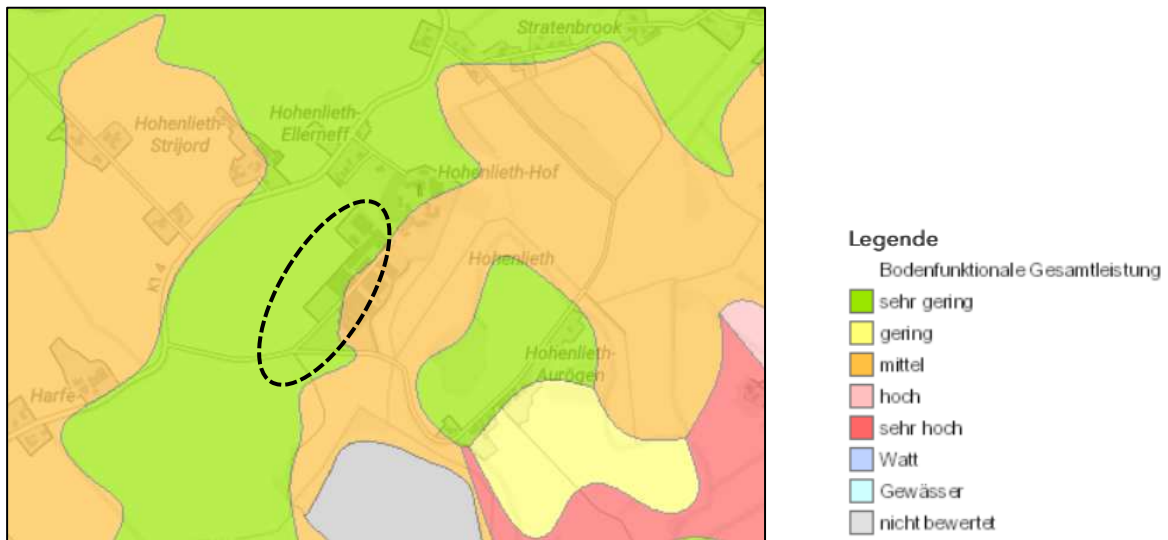 Stratenbrook
Hohenlieth-
Ellerneff
Hohenlieth-
Strijord
Hohenlieth-Hof
Hohenlieth
K14
Hohenlieth-
Aurögen
Harfe
Legende
Bodenfunktionale Gesamtleistung
sehr gering
gering
mittel
hoch
sehr hoch
Watt
Gewässer
nicht bewertet